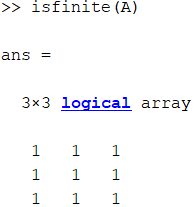 >> isfinite(A)
ans =
3×3 logical array
1 1 1
1 1 1
1 1 1